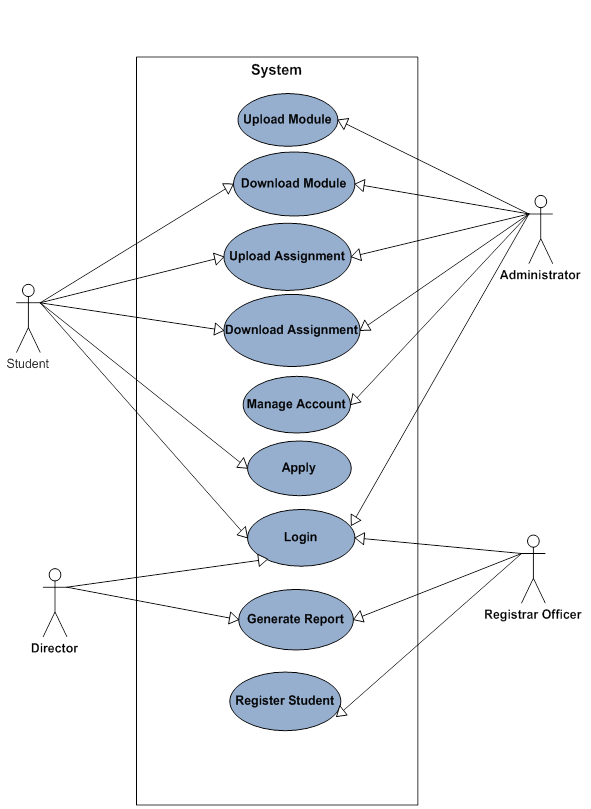 System
Upload Module
Download Module
Upload Assignment
Administrator
Download Assignment
Student
Manage Account
Apply
Login
Registrar Officer
Generate Report
Director
Register Student